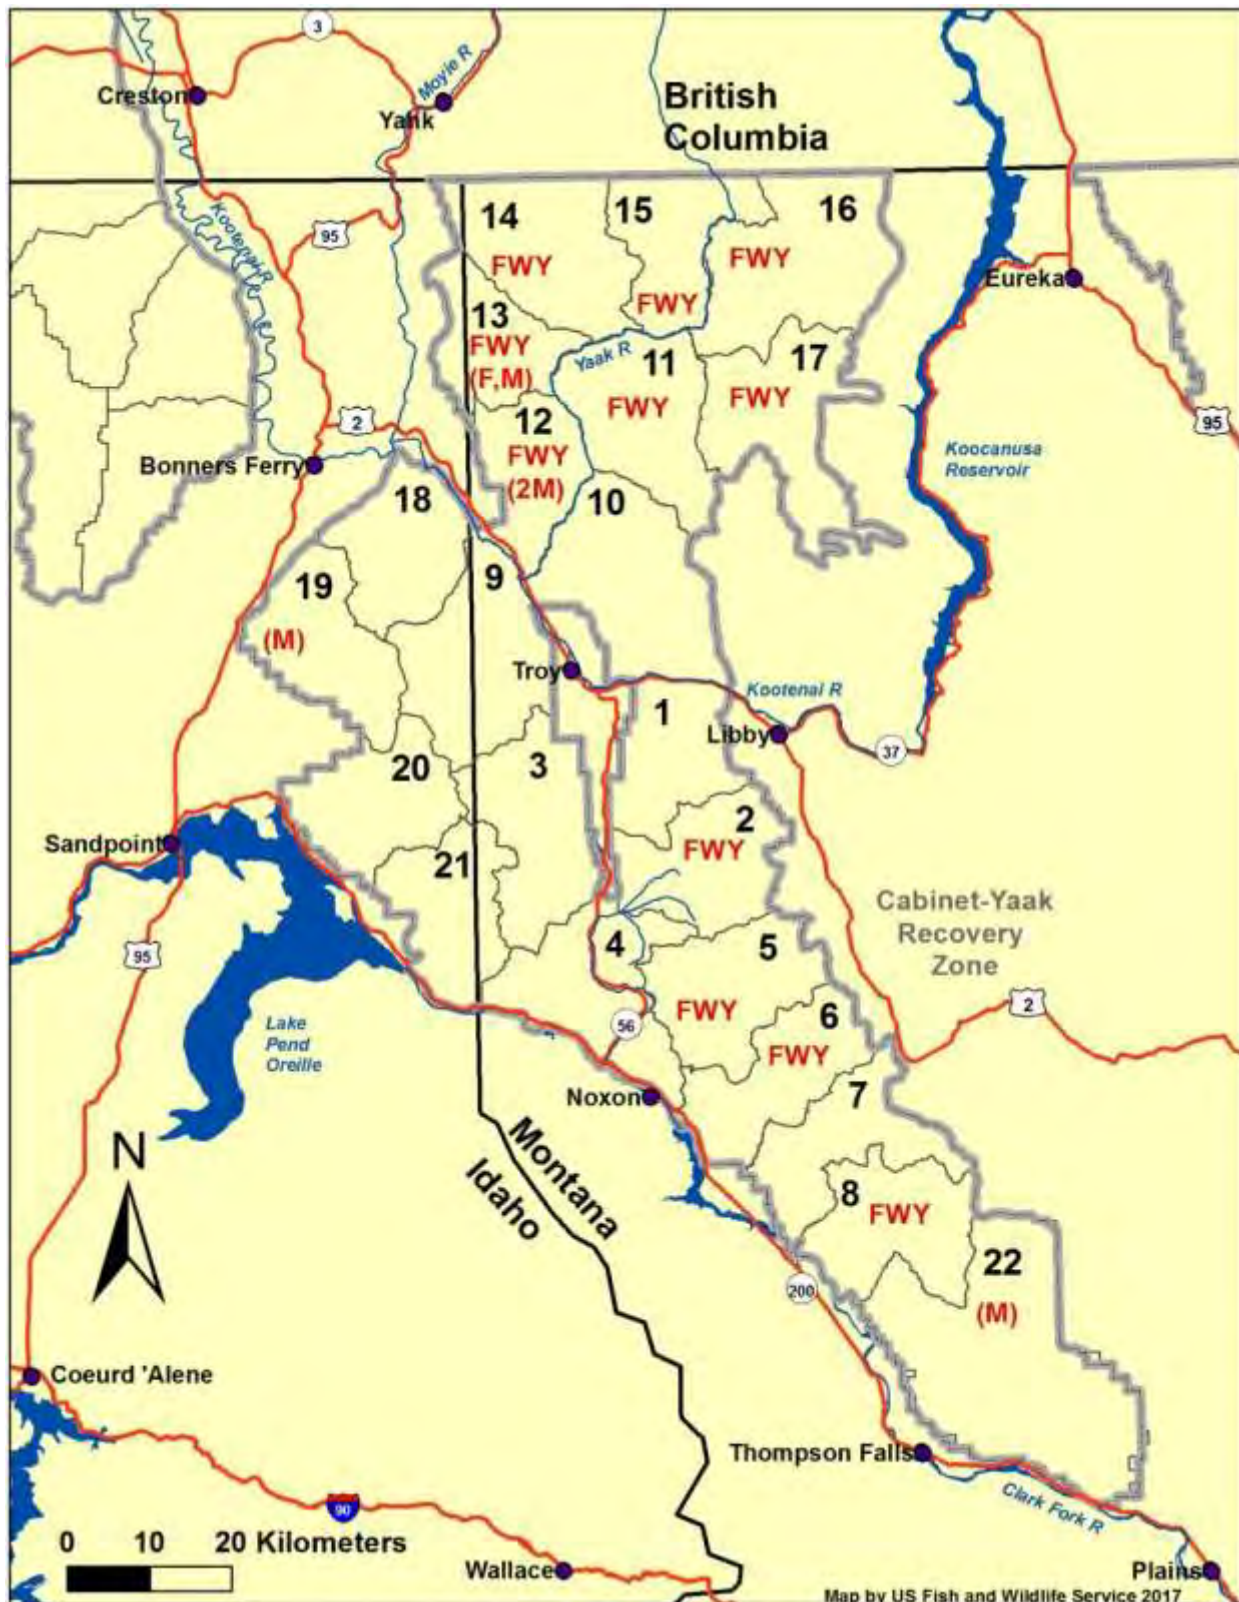 3
Creston
Yahk
Moyie R
British
Columbia
Kootenai R
95
14
15
16
FWY
FWY
FWY
Eureka
13
FWY
(F,M)
Yaak R
11
FWY
17
FWY
95
2
12
FWY
(2M)
Bonners Ferry
Koocanusa
Reservoir
18
10
19
9
(M)
Troy
Kootenai R
1
Libby
37
20
3
2
FWY
Sandpoint
21
Cabinet-Yaak
Recovery
Zone
4
5
95
FWY
6
2
Lake
Pend
Oreille
56
FWY
Noxon
7
N
Montana
Idaho
8
FWY
22
(M)
200
Coeurd 'Alene
Thompson Falls
Clark Fork R
90
0 10 20 Kilometers
Wallace
Plains
Map by US Fish and Wildlife Service 2017